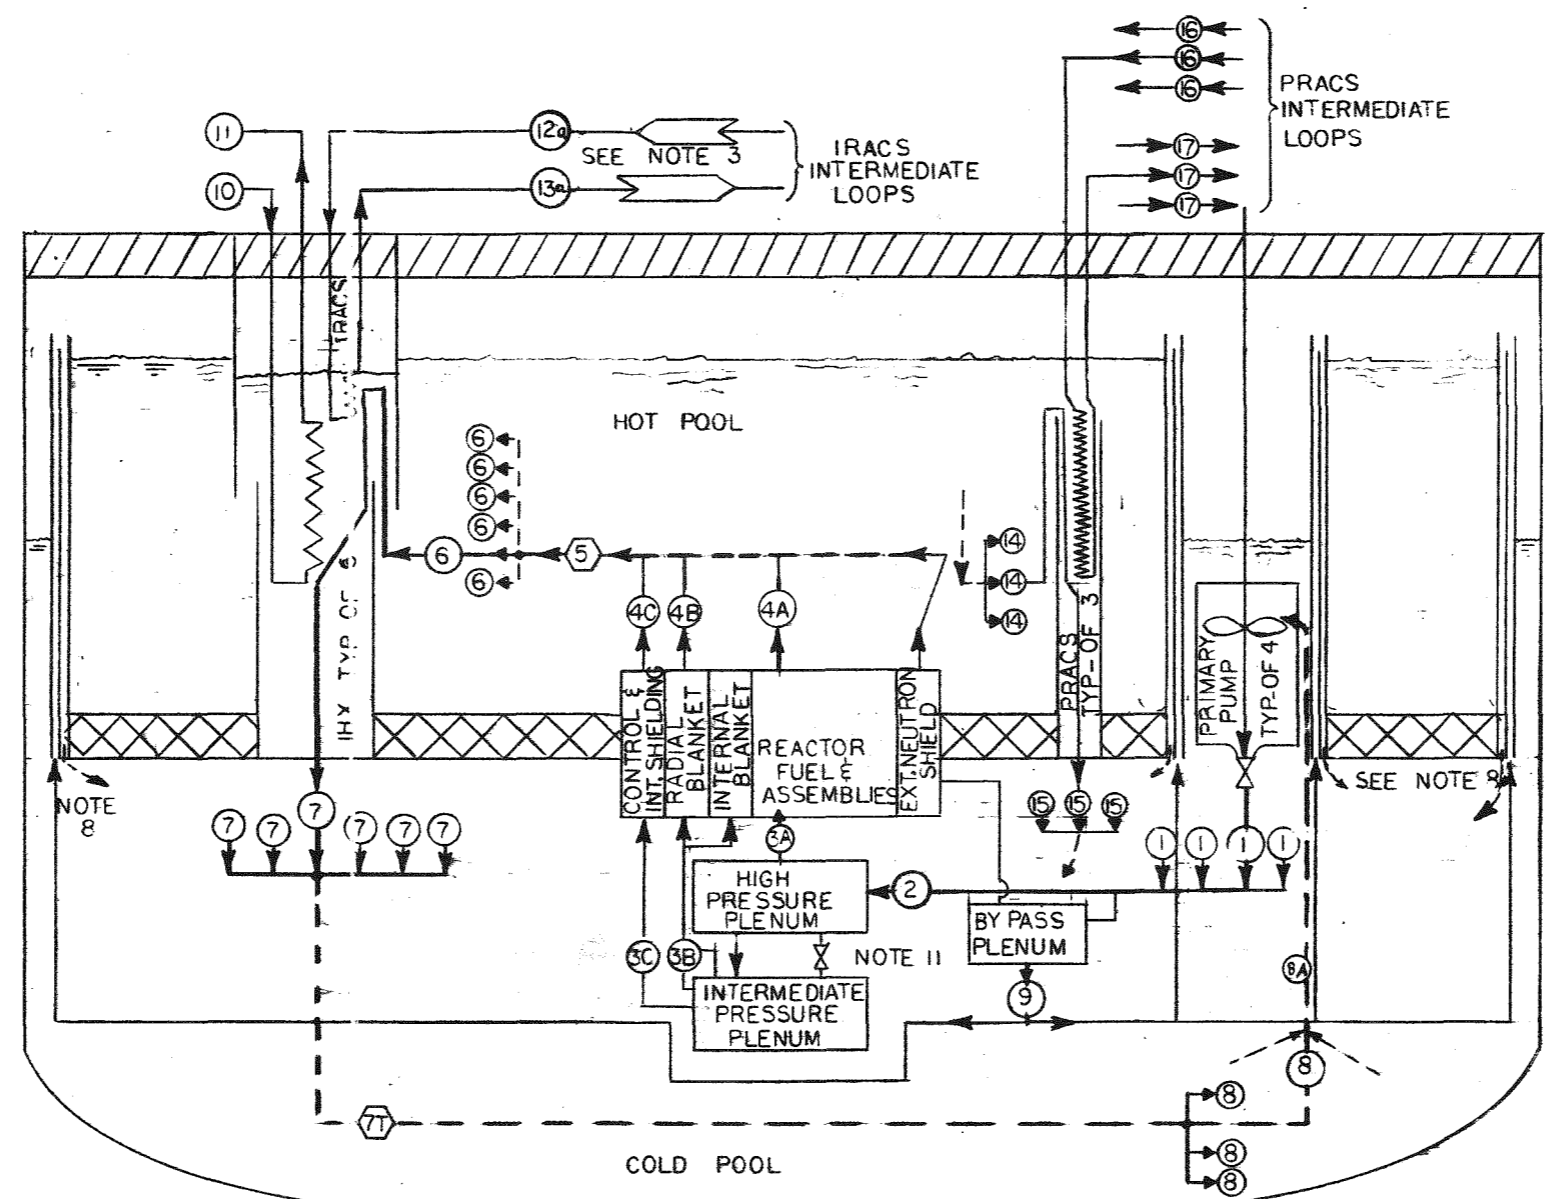 16
16
16
PRACS
INTERMEDIATE
LOOPS
17
17
17
11
12a
SEE NOTE 3
10
13a
IRACS
INTERMEDIATE
LOOPS
IRACS
HOT POOL
6
6
6
6
6
6
5
14
14
14
4C
4B
4A
IHX TYP OF 6
PRACS
TYP-OF 3
PRIMARY
PUMP
TYP-OF 4
CONTROL &
INT. SHIELDING
RADIAL
BLANKET
INTERNAL
BLANKET
REACTOR
FUEL &
ASSEMBLIES
EXT. NEUTRON
SHIELD
NOTE
8
SEE NOTE 8
7
7
7
7
7
7
15
15
15
3A
1
1
1
1
HIGH
PRESSURE
PLENUM
2
BY PASS
PLENUM
3C
3B
NOTE 11
8A
INTERMEDIATE
PRESSURE
PLENUM
9
8
8
7T
8
8
COLD POOL